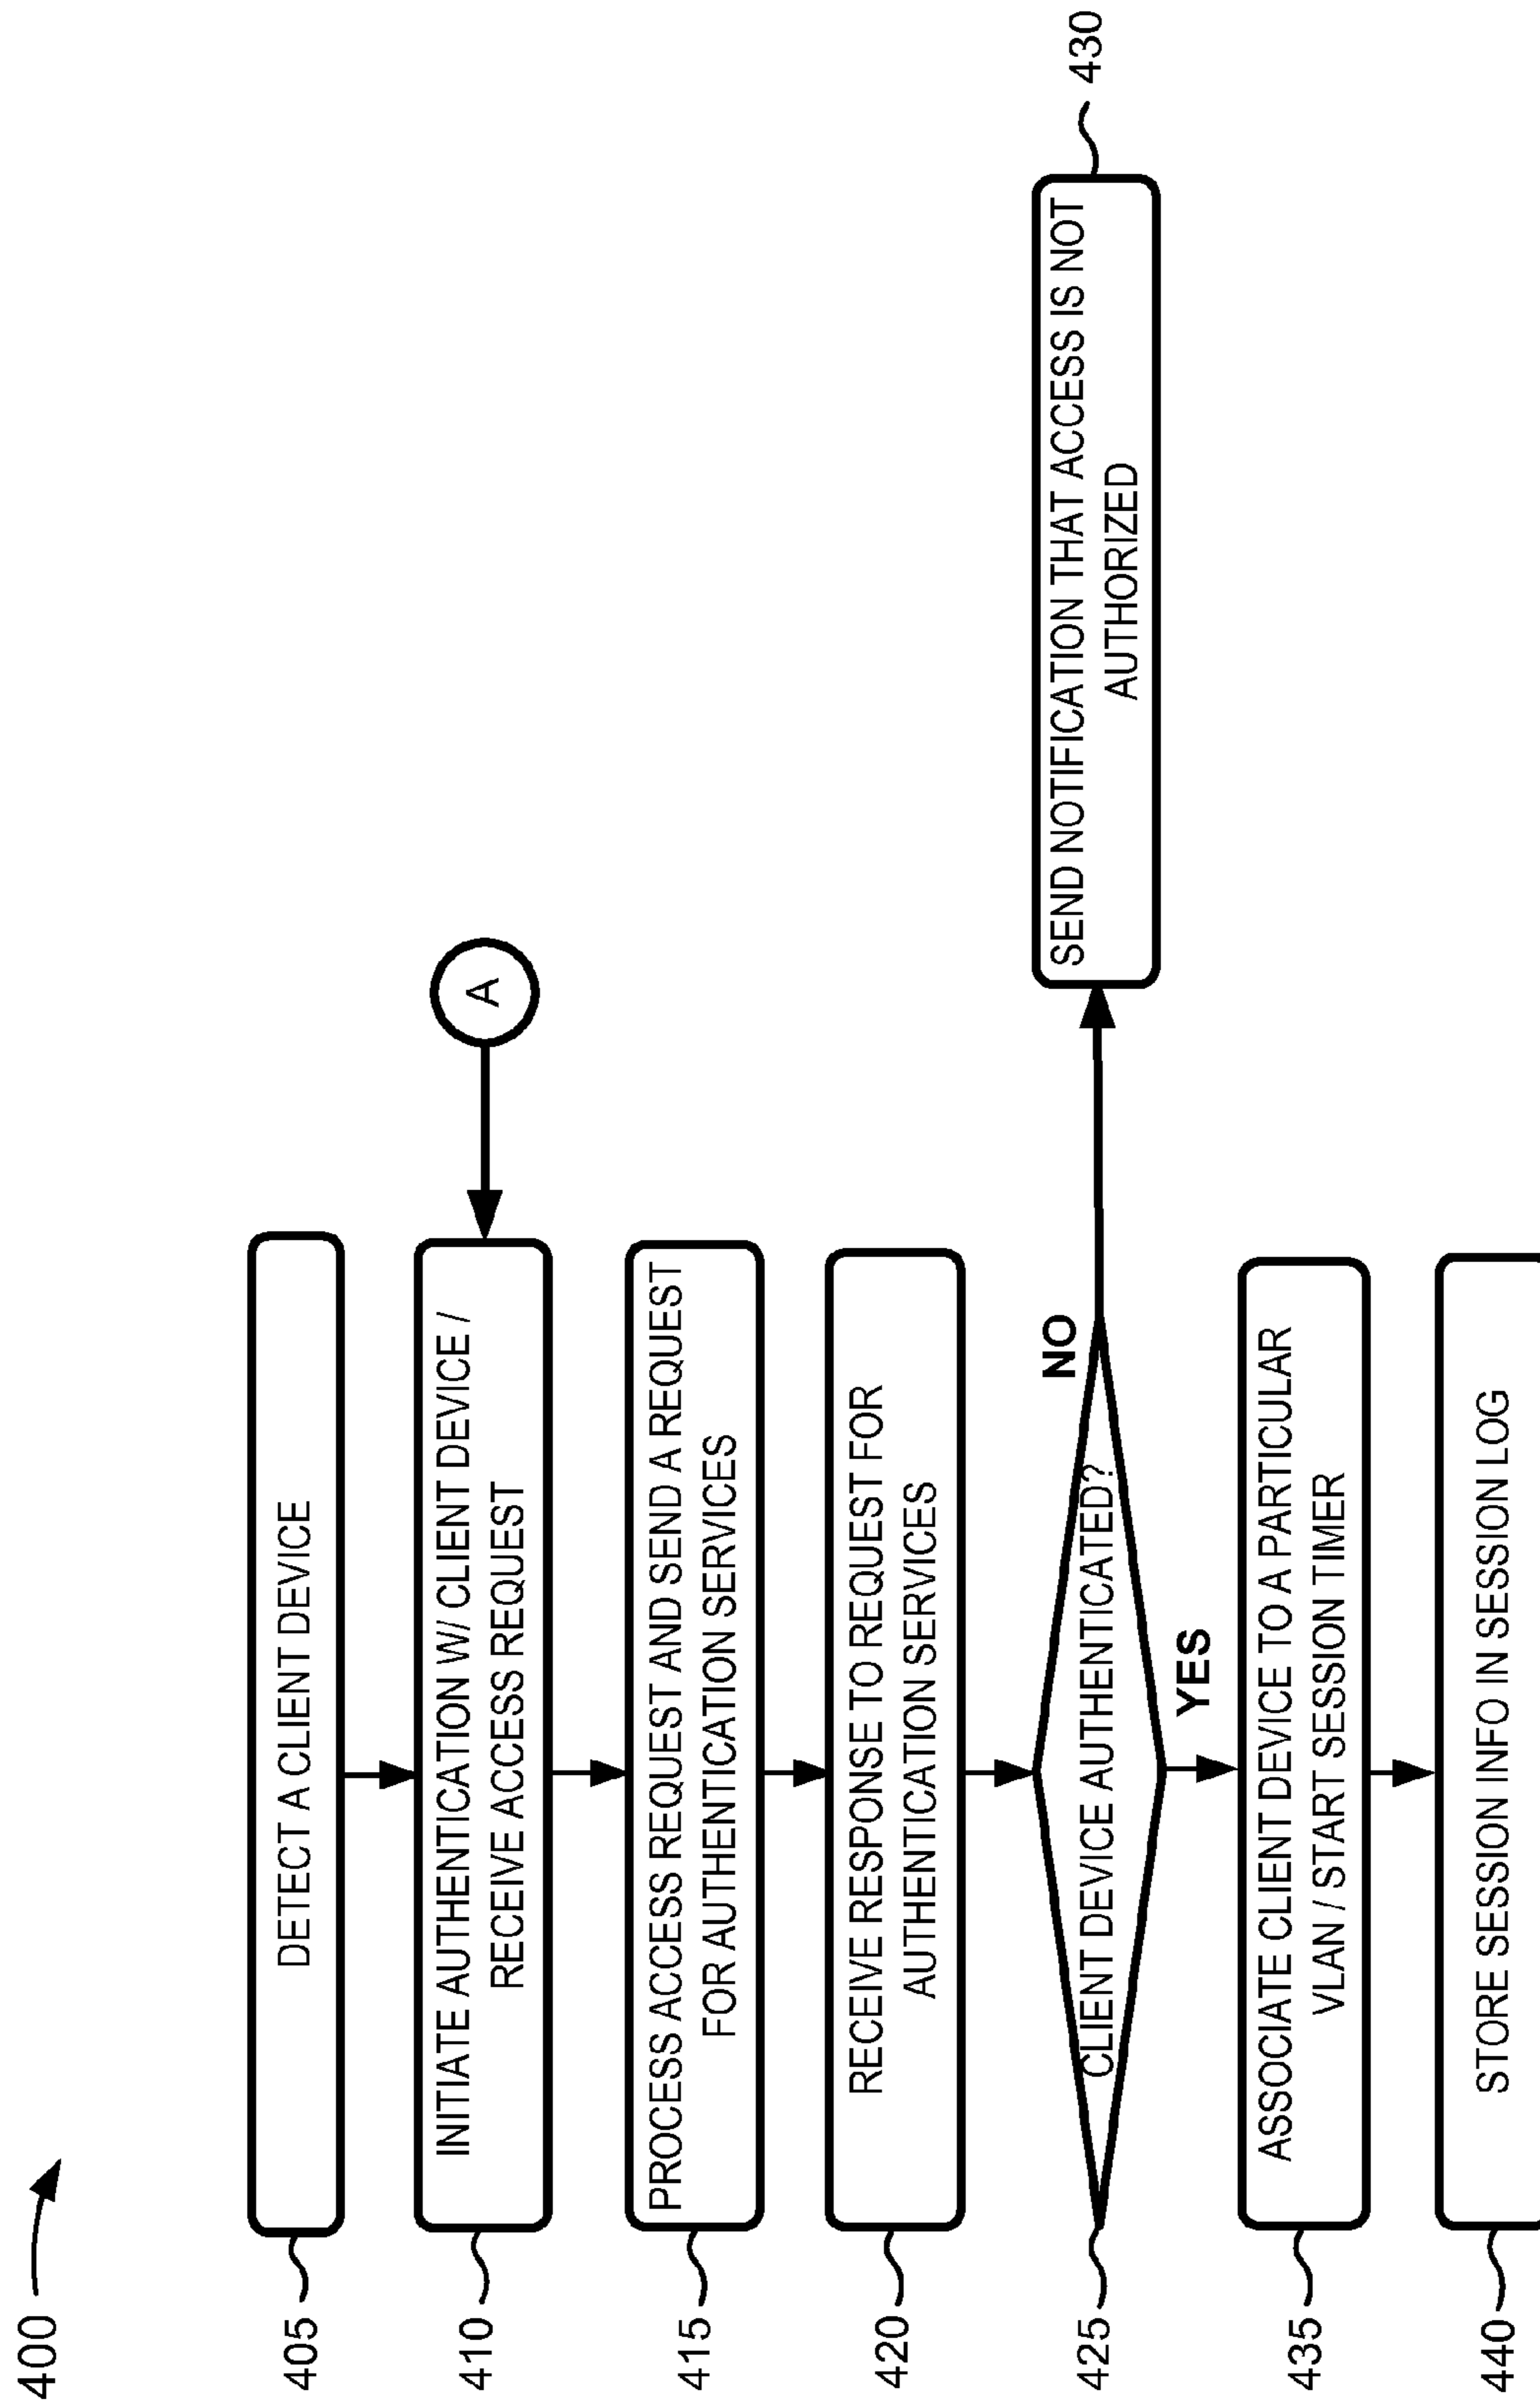 400
405
DETECT A CLIENT DEVICE
410
INITIATE AUTHENTICATION W/ CLIENT DEVICE /
RECEIVE ACCESS REQUEST
A
415
PROCESS ACCESS REQUEST AND SEND A REQUEST
FOR AUTHENTICATION SERVICES
420
RECEIVE RESPONSE TO REQUEST FOR
AUTHENTICATION SERVICES
425
CLIENT DEVICE AUTHENTICATED?
NO
SEND NOTIFICATION THAT ACCESS IS NOT
AUTHORIZED
430
YES
435
ASSOCIATE CLIENT DEVICE TO A PARTICULAR
VLAN / START SESSION TIMER
440
STORE SESSION INFO IN SESSION LOG